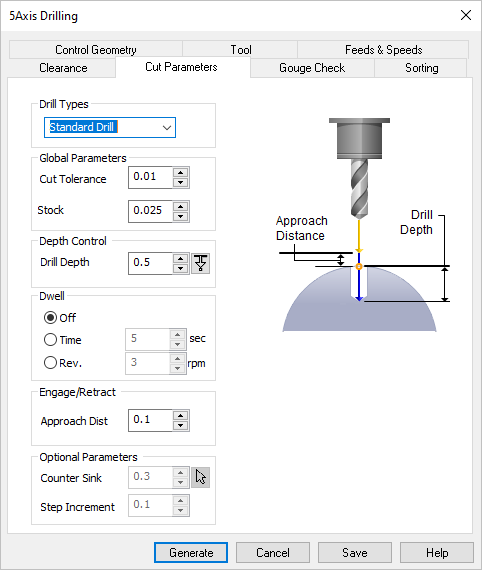 5Axis Drilling
Control Geometry Tool Feeds & Speeds
Clearance Cut Parameters Gouge Check Sorting
Drill Types
Standard Drill
Global Parameters
Cut Tolerance 0.01
Stock 0.025
Depth Control
Drill Depth 0.5
Dwell
Off
Time 5 sec
Rev. 3 rpm
Engage/Retract
Approach Dist 0.1
Optional Parameters
Counter Sink 0.3
Step Increment 0.1
Approach
Distance
Drill
Depth
Generate Cancel Save Help